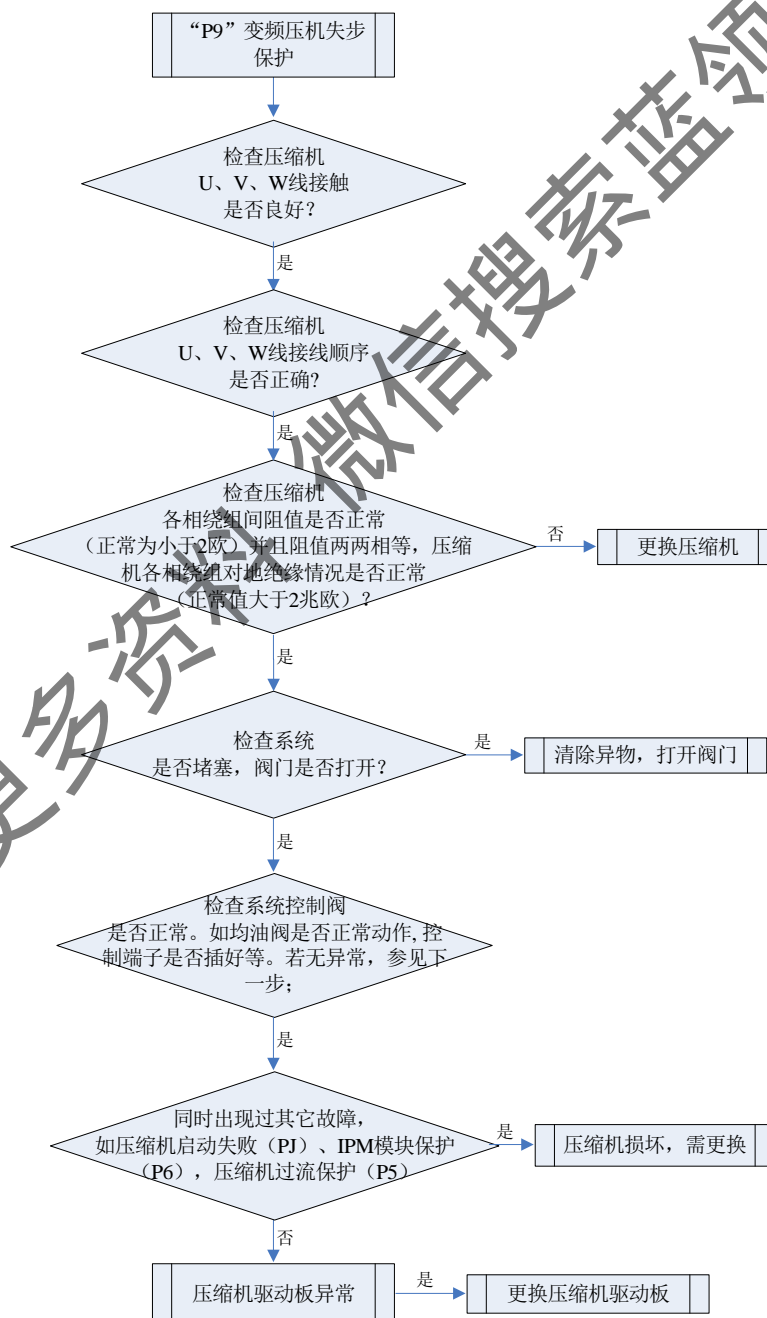 “P9”变频压机失步
保护
检查压缩机
U、V、W线接触
是否良好?
是
检查压缩机
U、V、W线接线顺序
是否正确?
是
检查压缩机
各相绕组间阻值是否正常
（正常为小于2欧）并且阻值两两相等，压缩
机各相绕组对地绝缘情况是否正常
（正常值大于2兆欧）?
否
更换压缩机
是
检查系统
是否堵塞，阀门是否打开?
是
清除异物，打开阀门
是
检查系统控制阀
是否正常。如均油阀是否正常动作,控
制端子是否插好等。若无异常，参见下
一步;
是
同时出现过其它故障，
如压缩机启动失败（PJ）、IPM模块保护
（P6），压缩机过流保护（P5）
是
压缩机损坏，需更换
否
压缩机驱动板异常
是
更换压缩机驱动板
更多资料 微信搜索蓝领